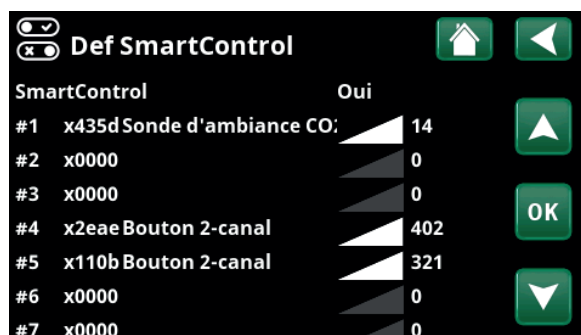 Def SmartControl
SmartControl Oui
#1 x435d Sonde d'ambiance CO2 14
#2 x0000 0
#3 x0000 0
OK
#4 x2eae Bouton 2-canal 402
#5 x110b Bouton 2-canal 321
#6 x0000 0
#7 x0000 0